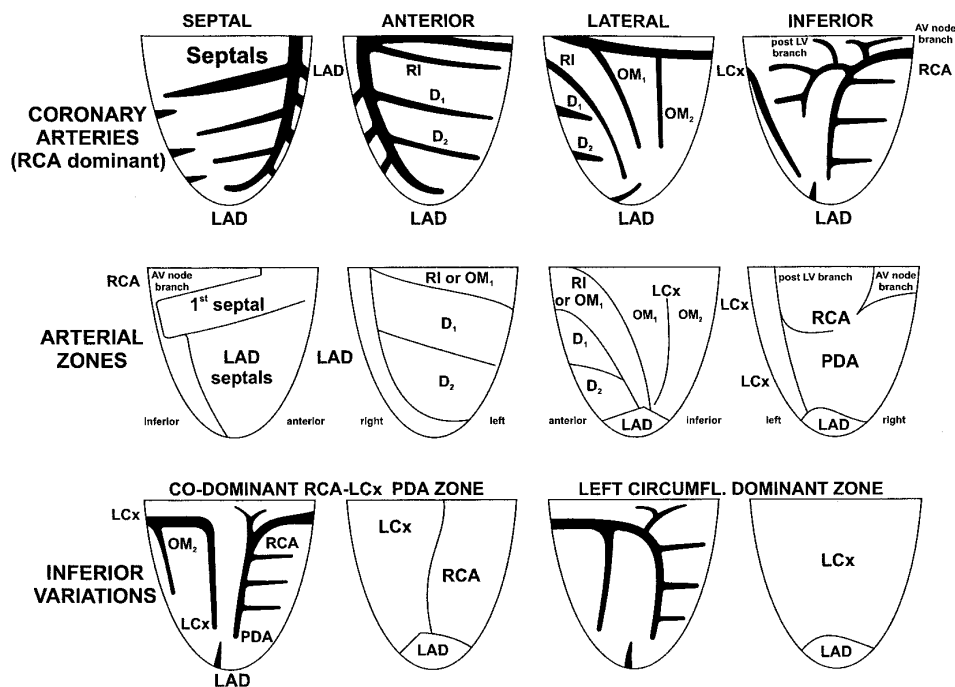 SEPTAL
ANTERIOR
LATERAL
INFERIOR
CORONARY
ARTERIES
(RCA dominant)
Septals
LAD
LAD
RI
D1
D2
LAD
RI
D1
D2
OM1
OM2
LAD
LCx
post LV
branch
AV node
branch
RCA
LAD
ARTERIAL
ZONES
RCA
AV node
branch
1st septal
LAD
septals
inferior
anterior
LAD
RI or OM1
D1
D2
right
left
RI
or OM1
LCx
OM1
OM2
D1
D2
LAD
anterior
inferior
LCx
post LV branch
AV node
branch
RCA
PDA
LCx
LAD
left
right
INFERIOR
VARIATIONS
CO-DOMINANT RCA-LCx PDA ZONE
LEFT CIRCUMFL. DOMINANT ZONE
LCx
OM2
RCA
LCx
PDA
LAD
LCx
RCA
LAD
LCx
LAD